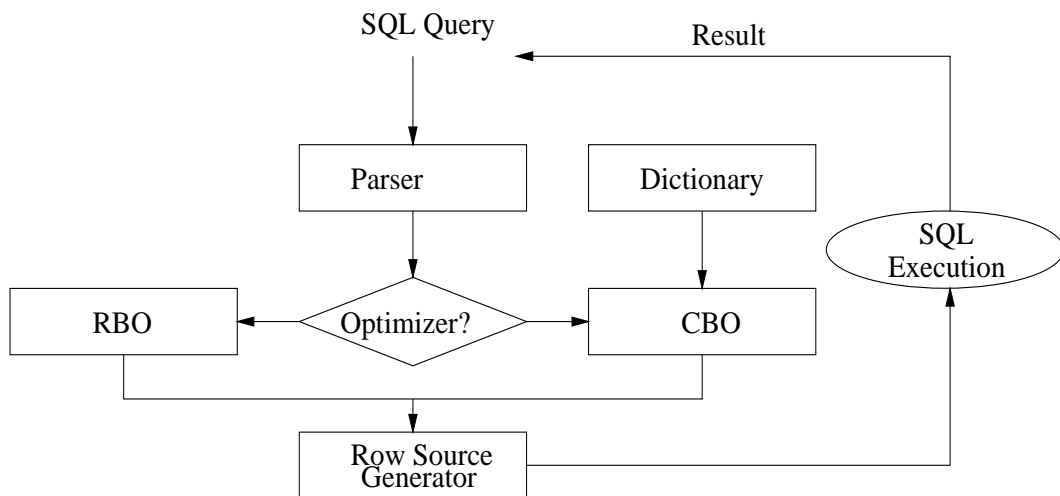 SQL Query
Result
Parser
Dictionary
SQL
Execution
RBO
Optimizer?
CBO
Row Source
Generator